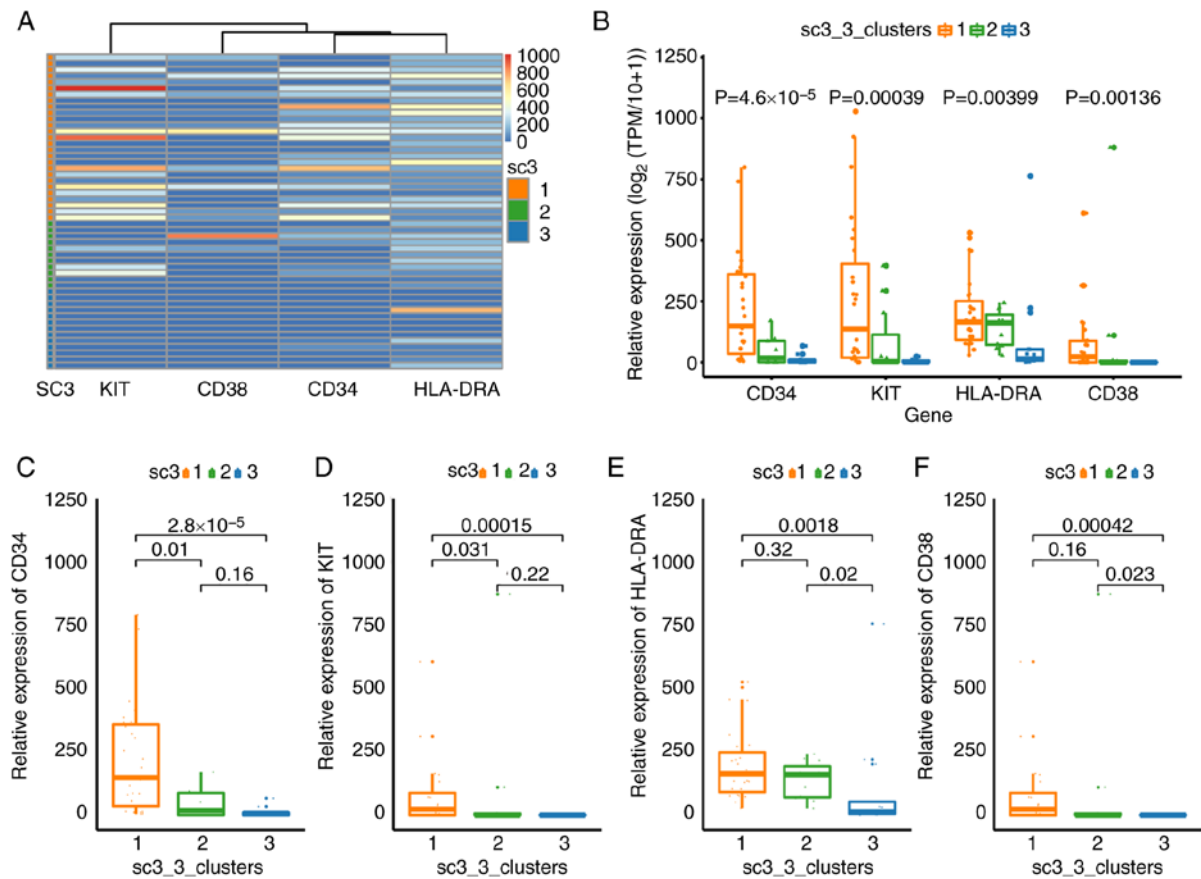 A
1000
800
600
400
200
0
sc3
1
2
3
SC3 KIT CD38 CD34 HLA-DRA
B
sc3_3_clusters 1 2 3
Relative expression (log2 (TPM/10+1))
1250
1000
750
500
250
0
P=4.6×10−5 P=0.00039 P=0.00399 P=0.00136
CD34 KIT HLA-DRA CD38
Gene
C
sc3 1 2 3
Relative expression of CD34
1250
1000
750
500
250
0
2.8×10−5
0.01
0.16
1 2 3
sc3_3_clusters
D
sc3 1 2 3
Relative expression of KIT
1250
1000
750
500
250
0
0.00015
0.031
0.22
1 2 3
sc3_3_clusters
E
sc3 1 2 3
Relative expression of HLA-DRA
1250
1000
750
500
250
0
0.0018
0.32
0.02
1 2 3
sc3_3_clusters
F
sc3 1 2 3
Relative expression of CD38
1250
1000
750
500
250
0
0.00042
0.16
0.023
1 2 3
sc3_3_clusters